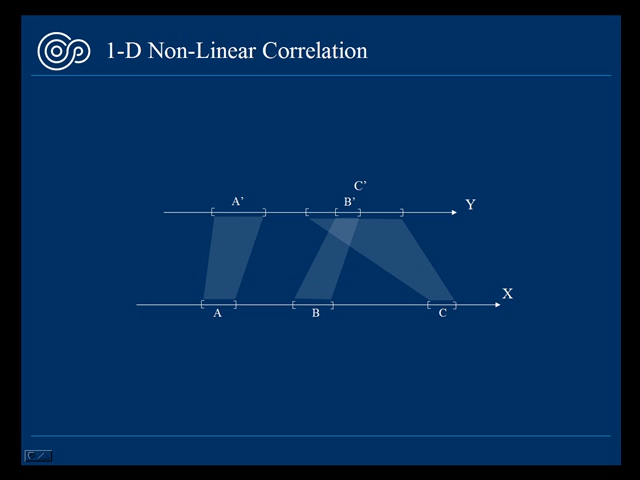 1-D Non-Linear Correlation
C’
A’
B’
Y
X
A
B
C